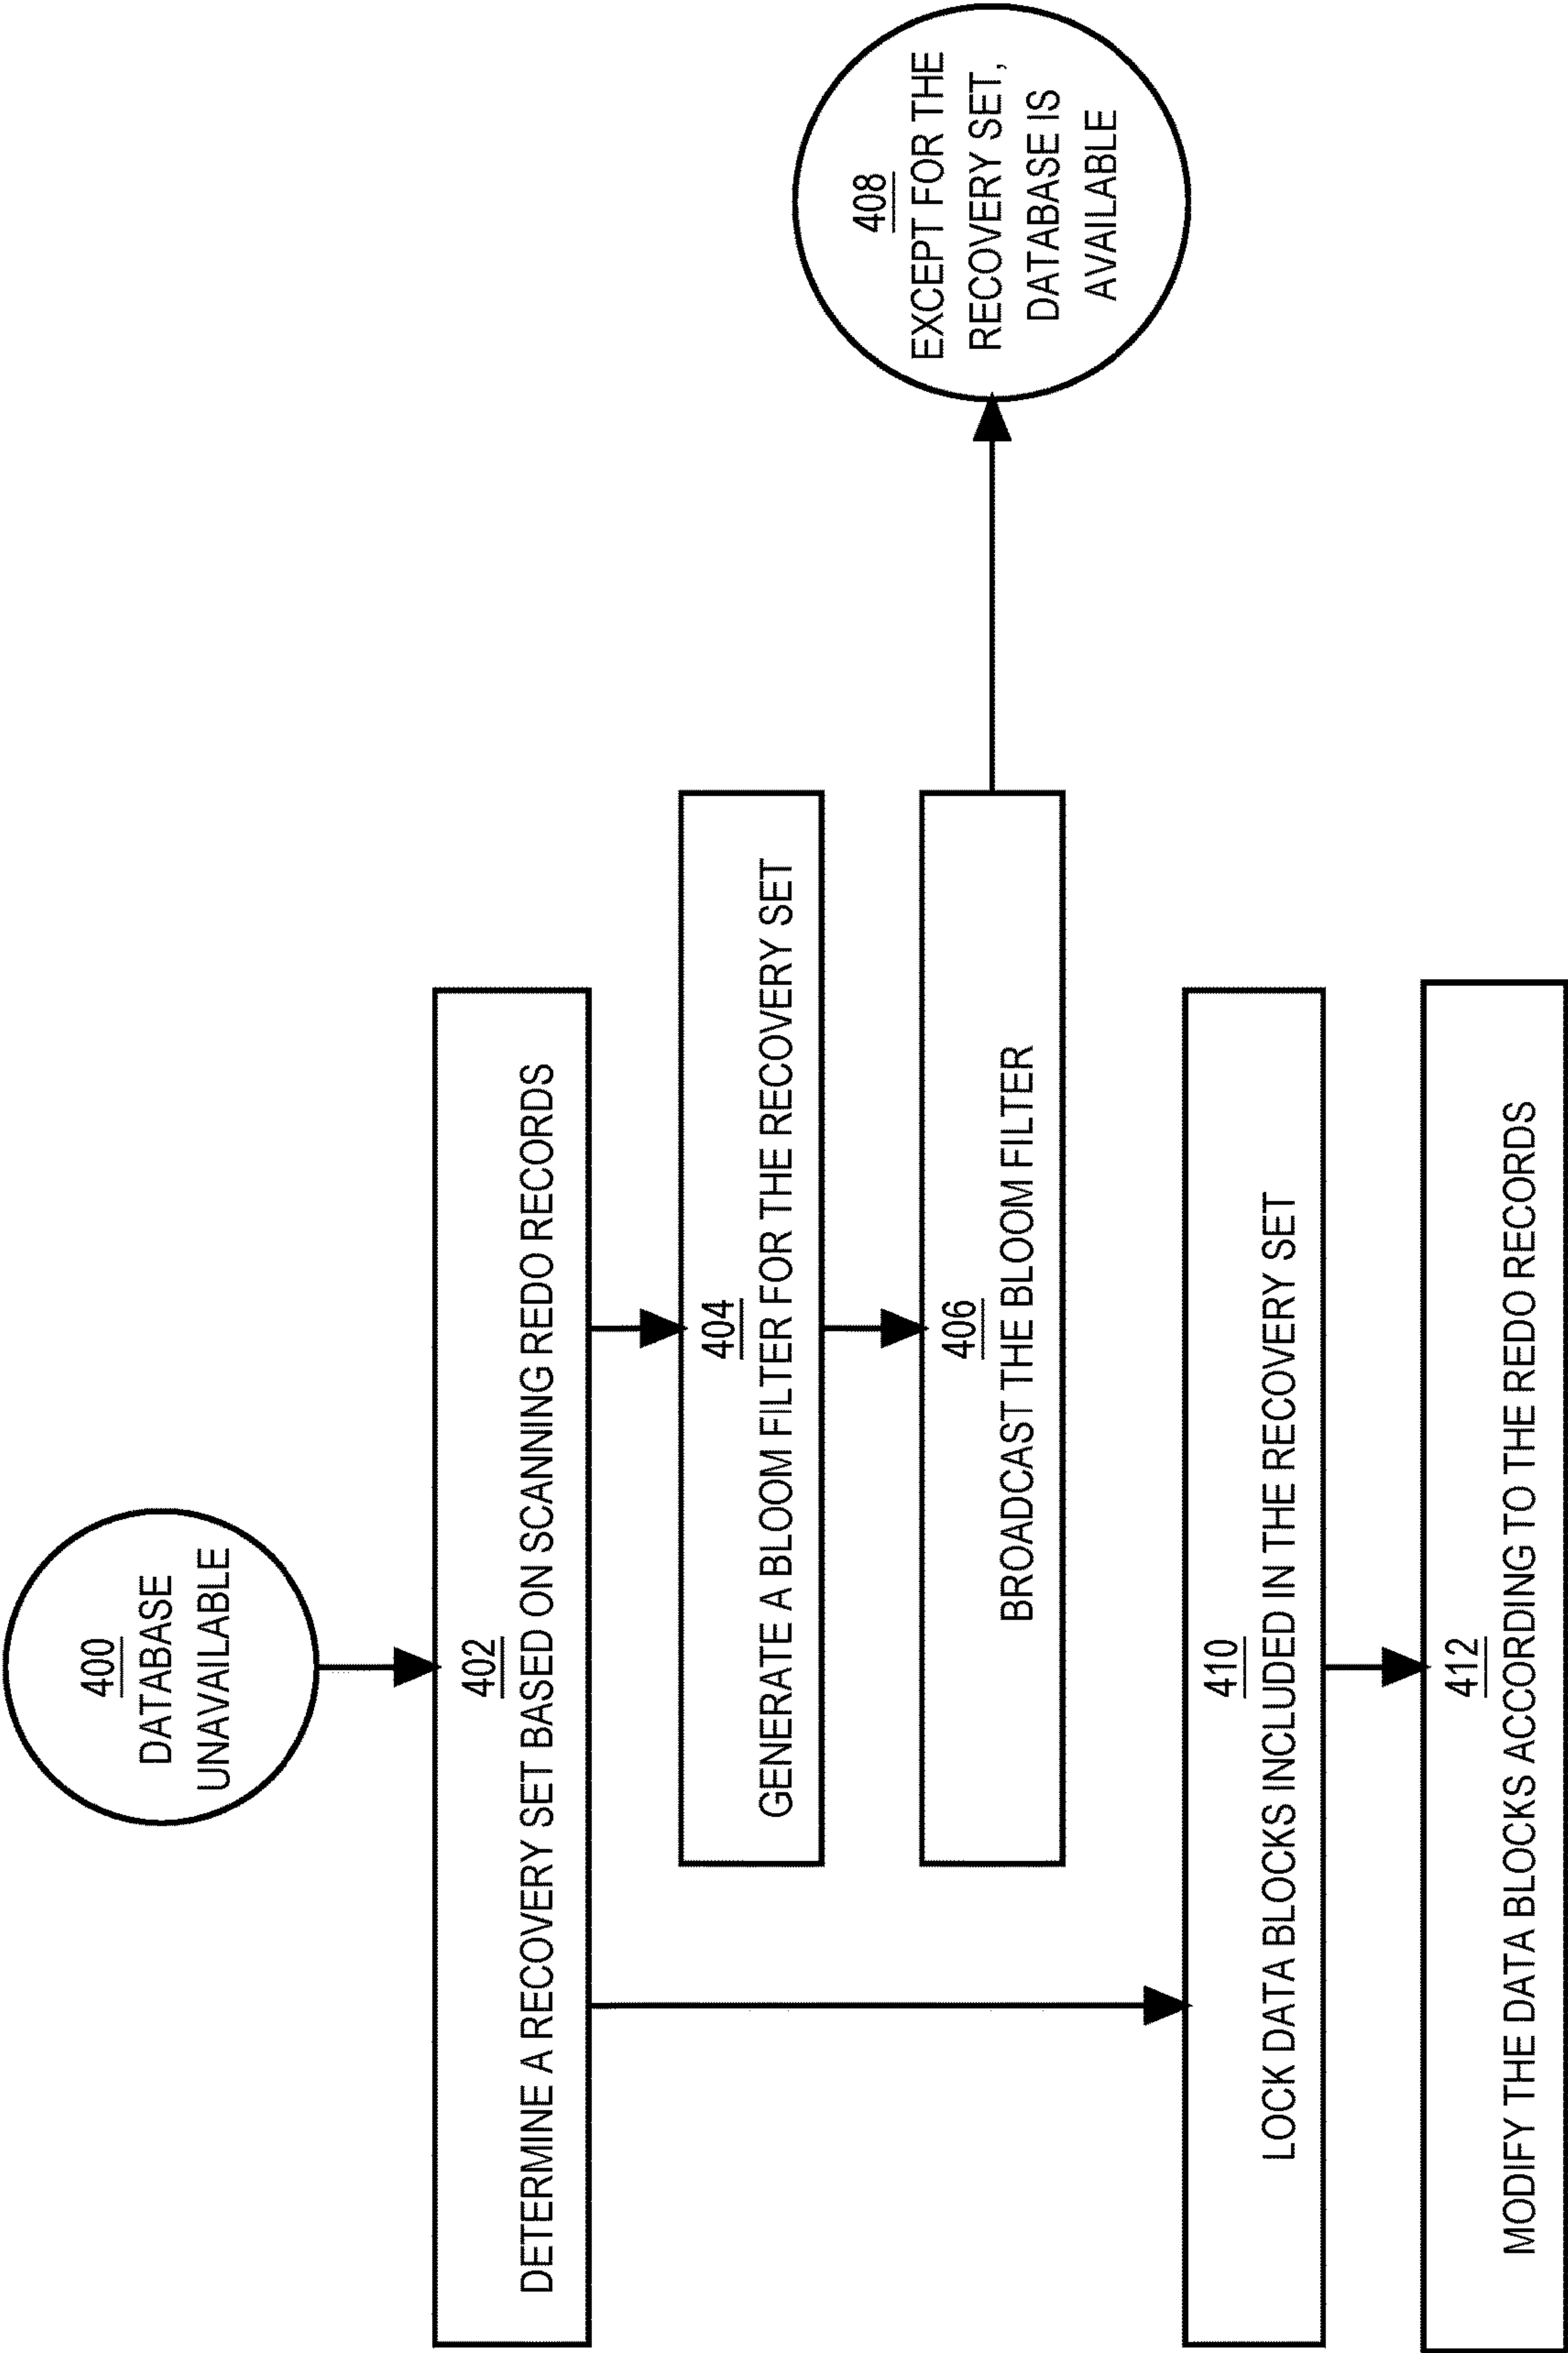 400
DATABASE
UNAVAILABLE
402
DETERMINE A RECOVERY SET BASED ON SCANNING REDO RECORDS
404
GENERATE A BLOOM FILTER FOR THE RECOVERY SET
406
BROADCAST THE BLOOM FILTER
408
EXCEPT FOR THE
RECOVERY SET,
DATABASE IS
AVAILABLE
410
LOCK DATA BLOCKS INCLUDED IN THE RECOVERY SET
412
MODIFY THE DATA BLOCKS ACCORDING TO THE REDO RECORDS